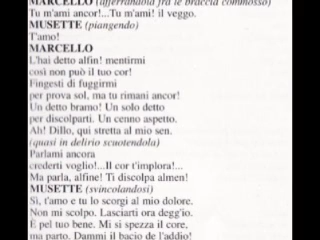 MARCELLO (afferrandola fra le braccia commosso)
Tu m'ami ancor!...Tu m'ami! il veggo.
MUSETTE (piangendo)
T'amo!
MARCELLO
L'hai detto alfin! mentirmi
così non può il tuo cor!
Fingesti di fuggirmi
per prova sol, ma tu rimani ancor!
Un detto bramo! Un solo detto
per discolparti. Un cenno aspetto.
Ah! Dillo, qui stretta al mio sen.
(quasi in delirio scuotendola)
Parlami ancora
crederti voglio!...Il cor t'implora!...
Ma parla, alfine! Ti discolpa almen!
MUSETTE (svincolandosi)
Sì, t'amo e tu lo scorgi al mio dolore.
Non mi scolpo. Lasciarti ora degg'io.
È pel tuo bene. Mi si spezza il core,
ma parto. Dammi il bacio de l'addio!